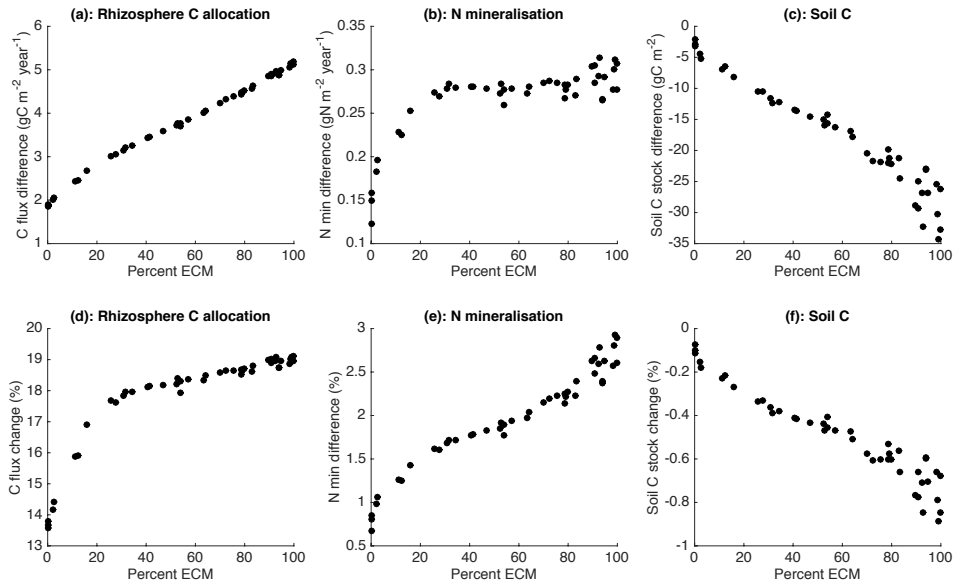 (a): Rhizosphere C allocation
C flux difference (gC m-2 year-1)
6
5
4
3
2
1
0 20 40 60 80 100
Percent ECM
(b): N mineralisation
N min difference (gN m-2 year-1)
0.35
0.3
0.25
0.2
0.15
0.1
0 20 40 60 80 100
Percent ECM
(c): Soil C
Soil C stock difference (gC m-2)
-0
-5
-10
-15
-20
-25
-30
-35
0 20 40 60 80 100
Percent ECM
(d): Rhizosphere C allocation
C flux change (%)
20
19
18
17
16
15
14
13
0 20 40 60 80 100
Percent ECM
(e): N mineralisation
N min difference (%)
3
2.5
2
1.5
1
0.5
0 20 40 60 80 100
Percent ECM
(f): Soil C
Soil C stock change (%)
-0
-0.2
-0.4
-0.6
-0.8
-1
0 20 40 60 80 100
Percent ECM